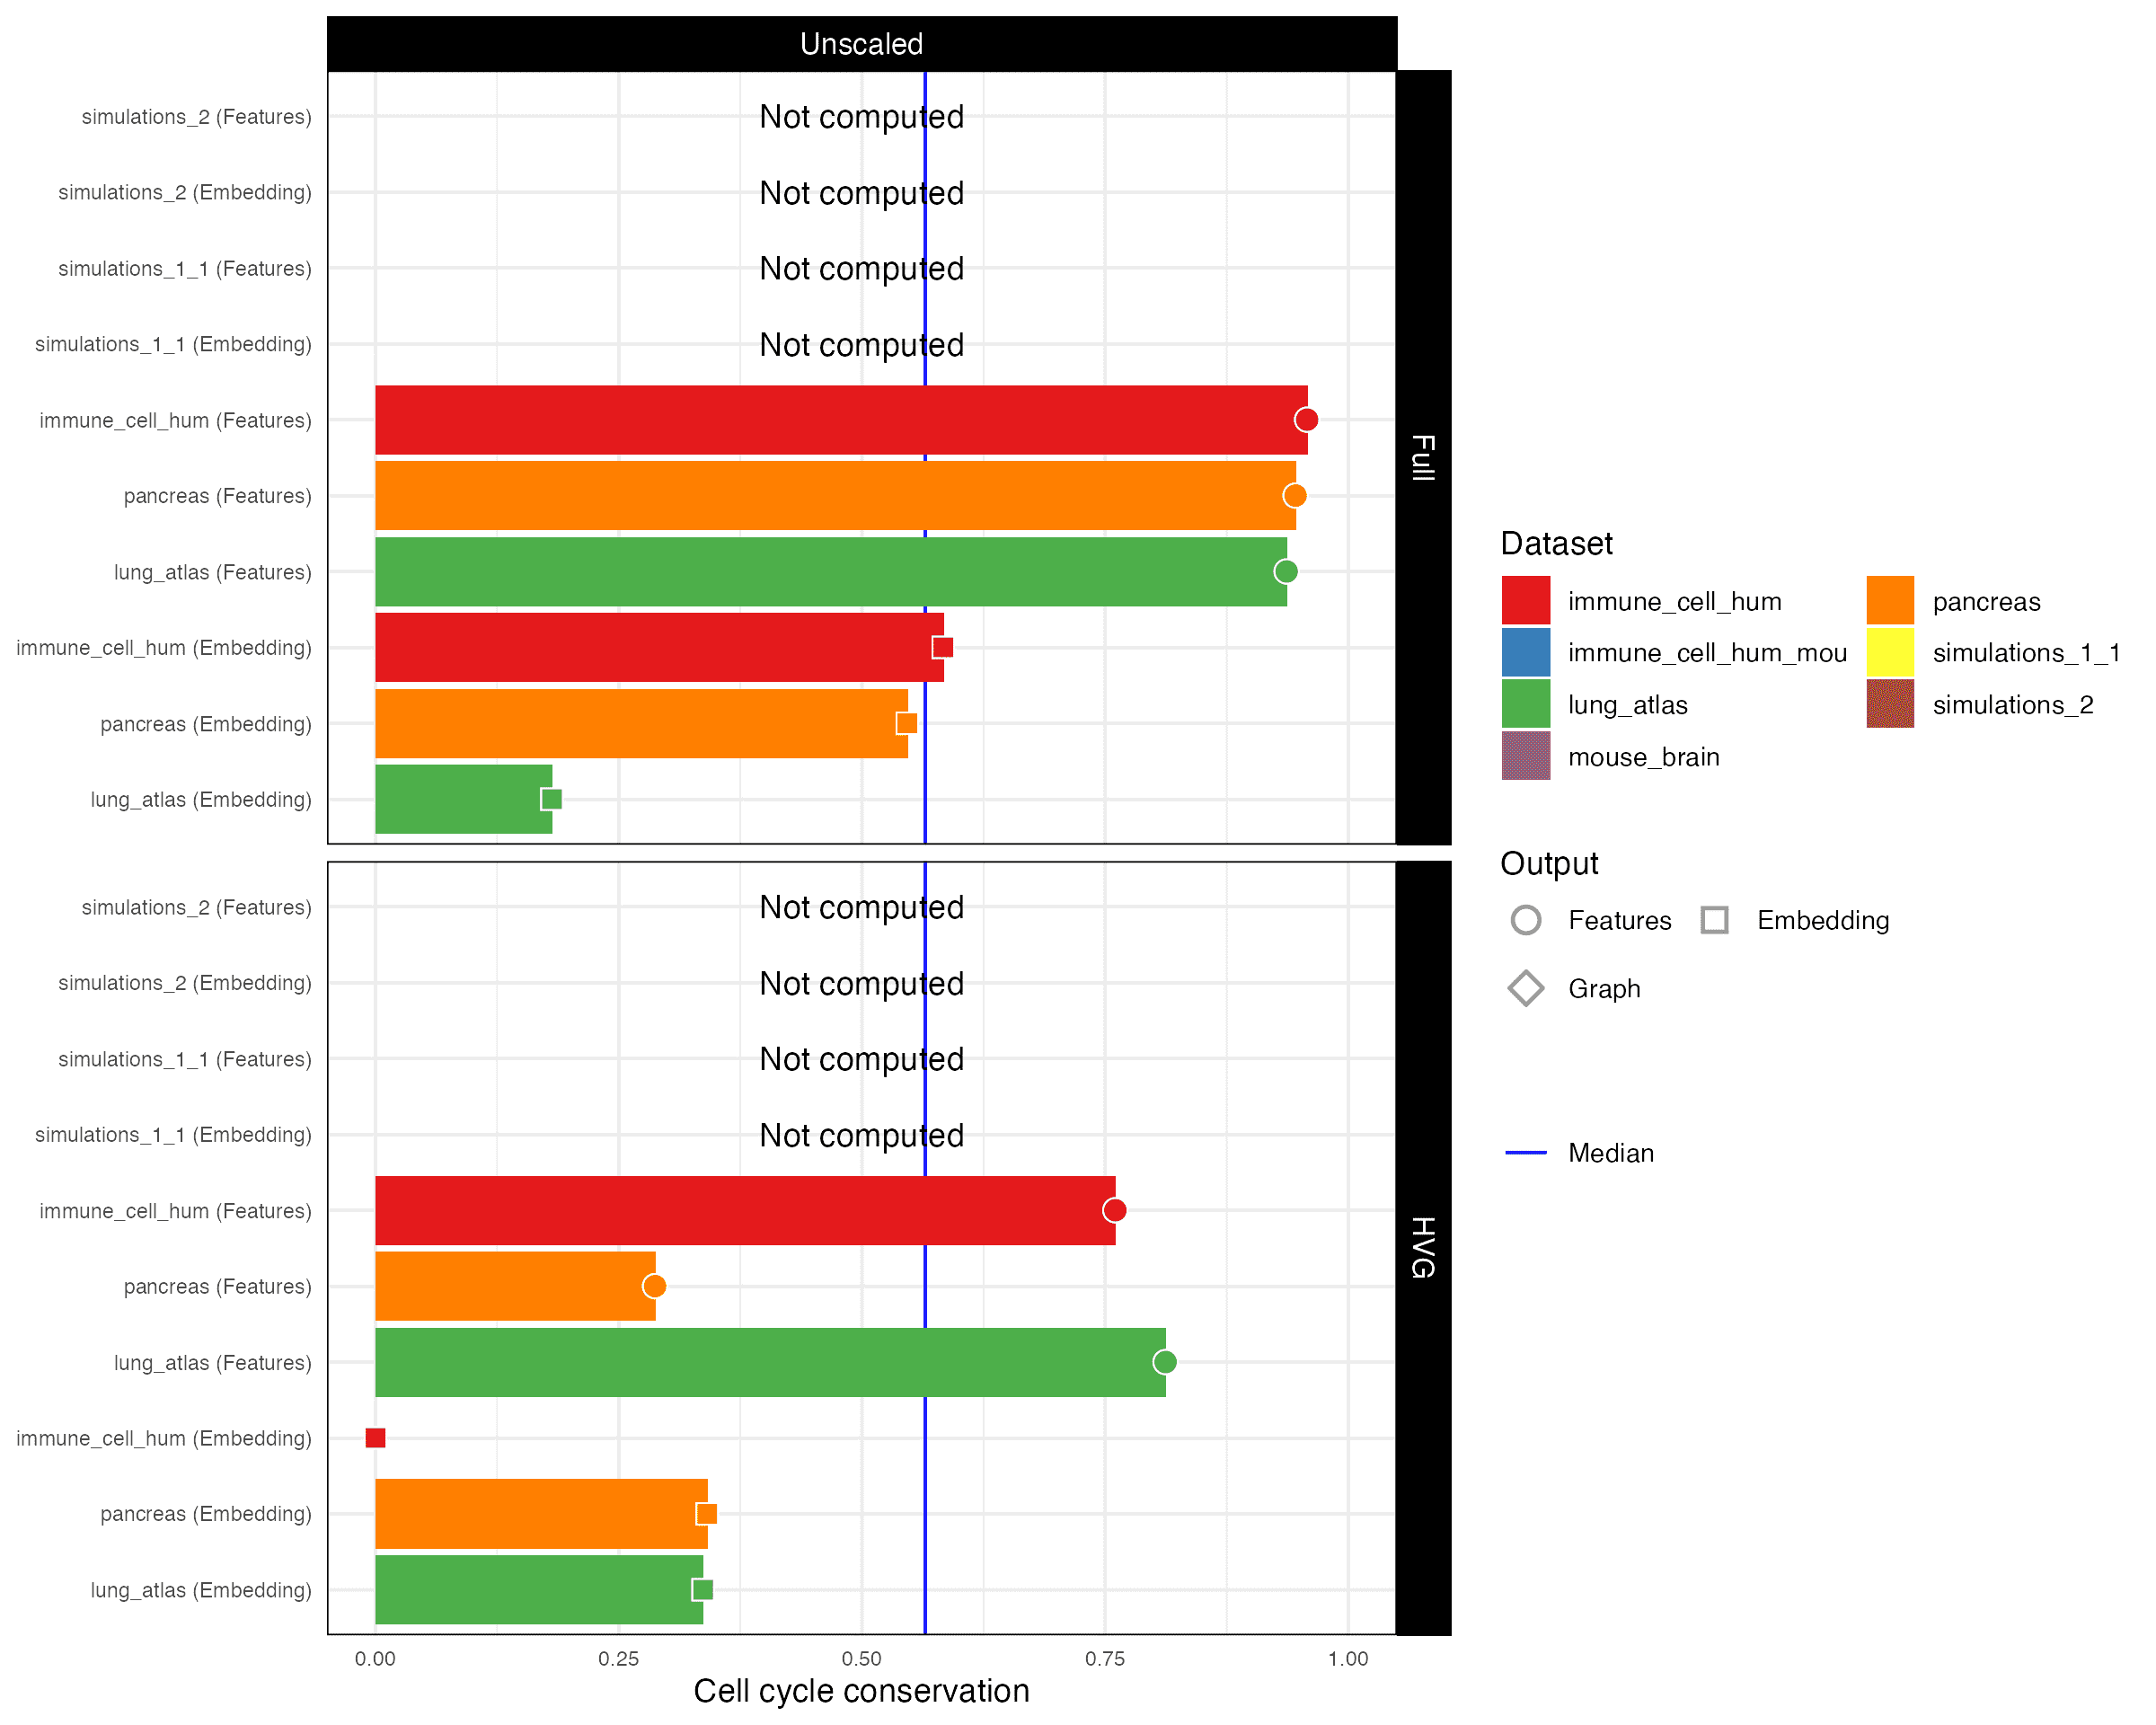 Unscaled
simulations_2 (Features)
Not computed
simulations_2 (Embedding)
Not computed
simulations_1_1 (Features)
Not computed
simulations_1_1 (Embedding)
Not computed
immune_cell_hum (Features)
pancreas (Features)
lung_atlas (Features)
immune_cell_hum (Embedding)
pancreas (Embedding)
lung_atlas (Embedding)
Full
simulations_2 (Features)
Not computed
simulations_2 (Embedding)
Not computed
simulations_1_1 (Features)
Not computed
simulations_1_1 (Embedding)
Not computed
immune_cell_hum (Features)
pancreas (Features)
lung_atlas (Features)
immune_cell_hum (Embedding)
pancreas (Embedding)
lung_atlas (Embedding)
HVG
0.00 0.25 0.50 0.75 1.00
Cell cycle conservation
Dataset
immune_cell_hum pancreas
immune_cell_hum_mou simulations_1_1
lung_atlas simulations_2
mouse_brain
Output
Features Embedding
Graph
Median